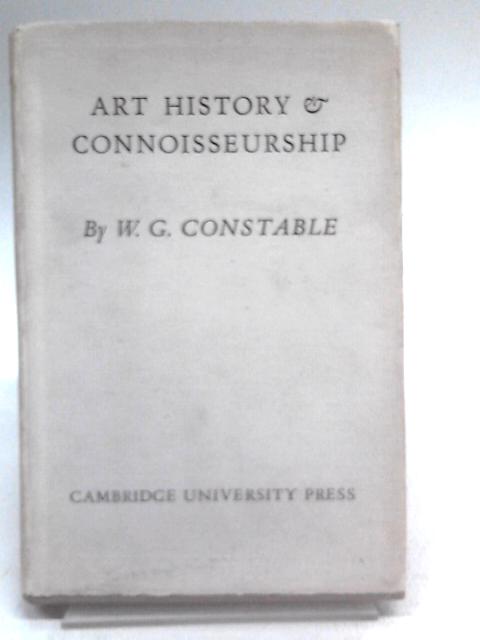 ART HISTORY &
CONNOISSEURSHIP
By W. G. CONSTABLE
CAMBRIDGE UNIVERSITY PRESS